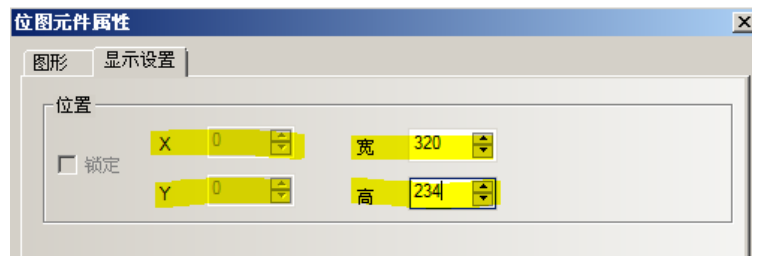 位图元件属性
图形 显示设置
位置
X 0 宽 320
锁定
Y 0 高 234